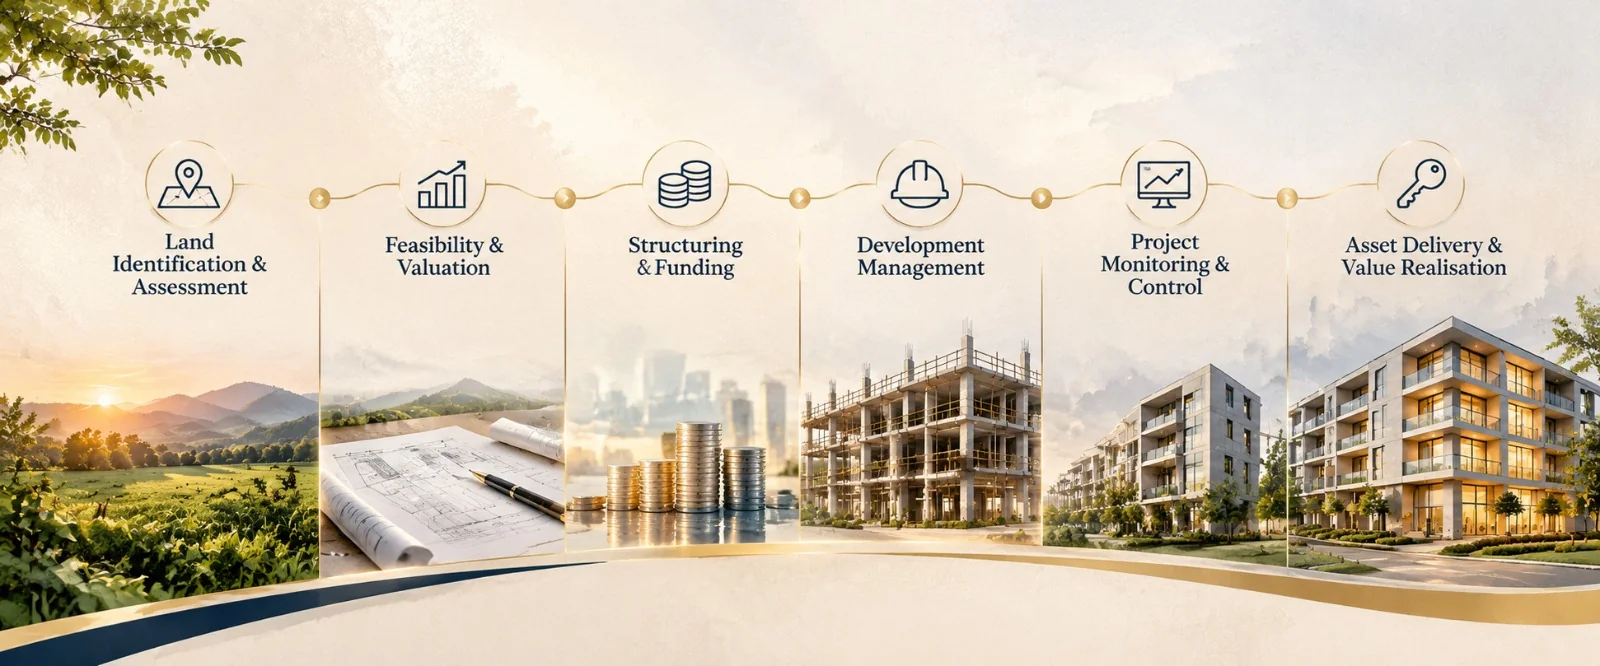 Land
Identification &
Assessment
Feasibility &
Valuation
Structuring
& Funding
Development
Management
Project
Monitoring &
Control
Asset Delivery &
Value Realisation